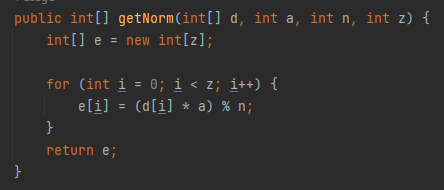 public int[] getNorm(int[] d, int a, int n, int z) {
    int[] e = new int[z];

    for (int i = 0; i < z; i++) {
        e[i] = (d[i] * a) % n;
    }
    return e;
}